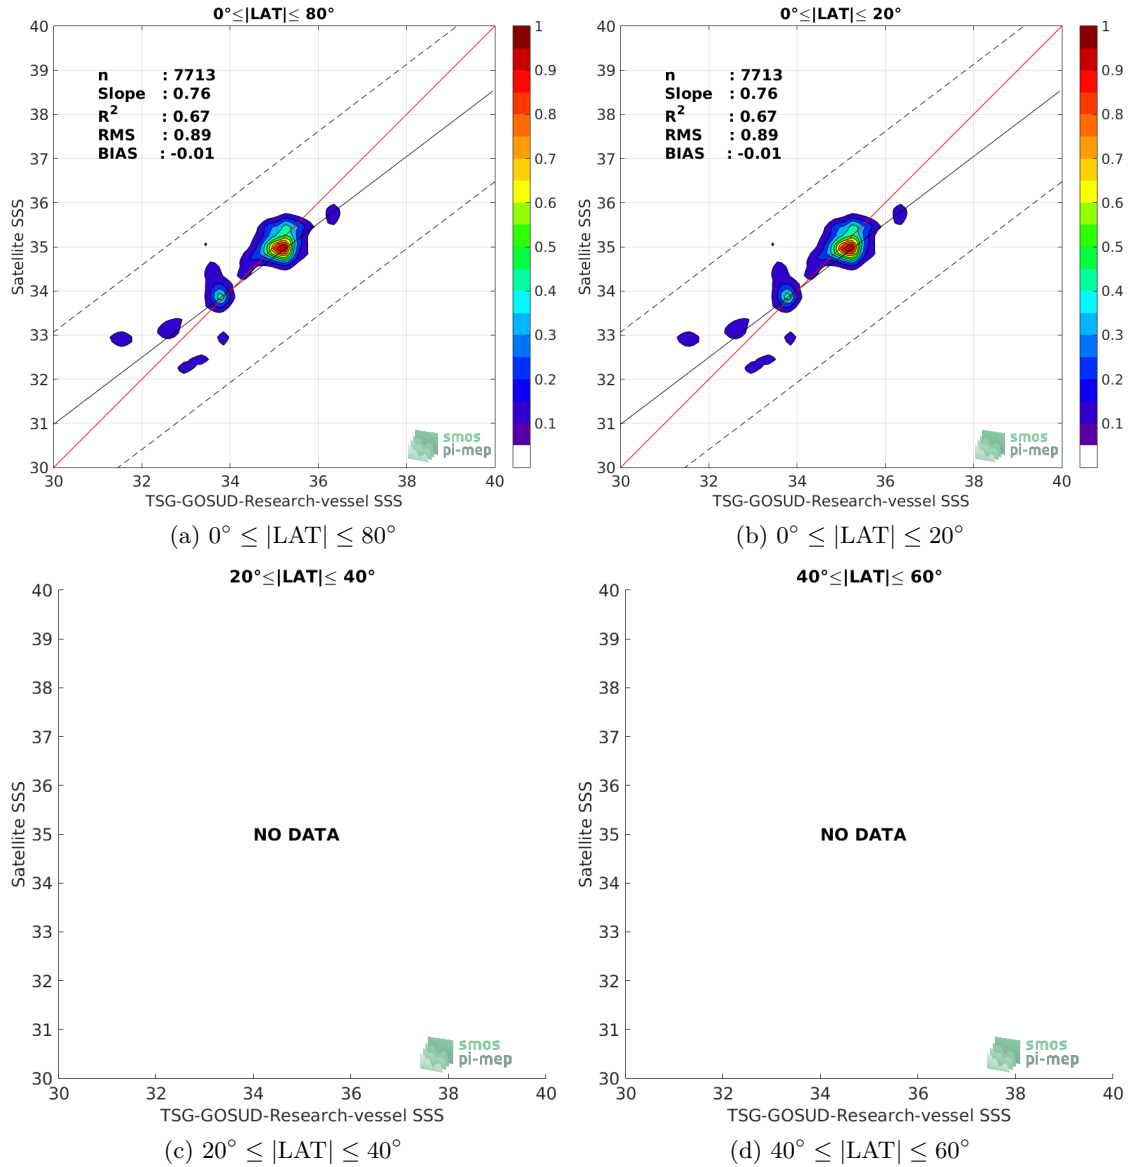 0°≤|LAT|≤ 80°
40
39
38
37
36
35
34
33
32
31
30
Satellite SSS
n : 7713
Slope : 0.76
R² : 0.67
RMS : 0.89
BIAS : -0.01
1
0.9
0.8
0.7
0.6
0.5
0.4
0.3
0.2
0.1
smos
pi-mep
30 32 34 36 38 40
TSG-GOSUD-Research-vessel SSS
(a) 0° ≤ |LAT| ≤ 80°
0°≤|LAT|≤ 20°
40
39
38
37
36
35
34
33
32
31
30
Satellite SSS
n : 7713
Slope : 0.76
R² : 0.67
RMS : 0.89
BIAS : -0.01
1
0.9
0.8
0.7
0.6
0.5
0.4
0.3
0.2
0.1
smos
pi-mep
30 32 34 36 38 40
TSG-GOSUD-Research-vessel SSS
(b) 0° ≤ |LAT| ≤ 20°
20°≤|LAT|≤ 40°
40
39
38
37
36
35
34
33
32
31
30
Satellite SSS
NO DATA
smos
pi-mep
30 32 34 36 38 40
TSG-GOSUD-Research-vessel SSS
(c) 20° ≤ |LAT| ≤ 40°
40°≤|LAT|≤ 60°
40
39
38
37
36
35
34
33
32
31
30
Satellite SSS
NO DATA
smos
pi-mep
30 32 34 36 38 40
TSG-GOSUD-Research-vessel SSS
(d) 40° ≤ |LAT| ≤ 60°